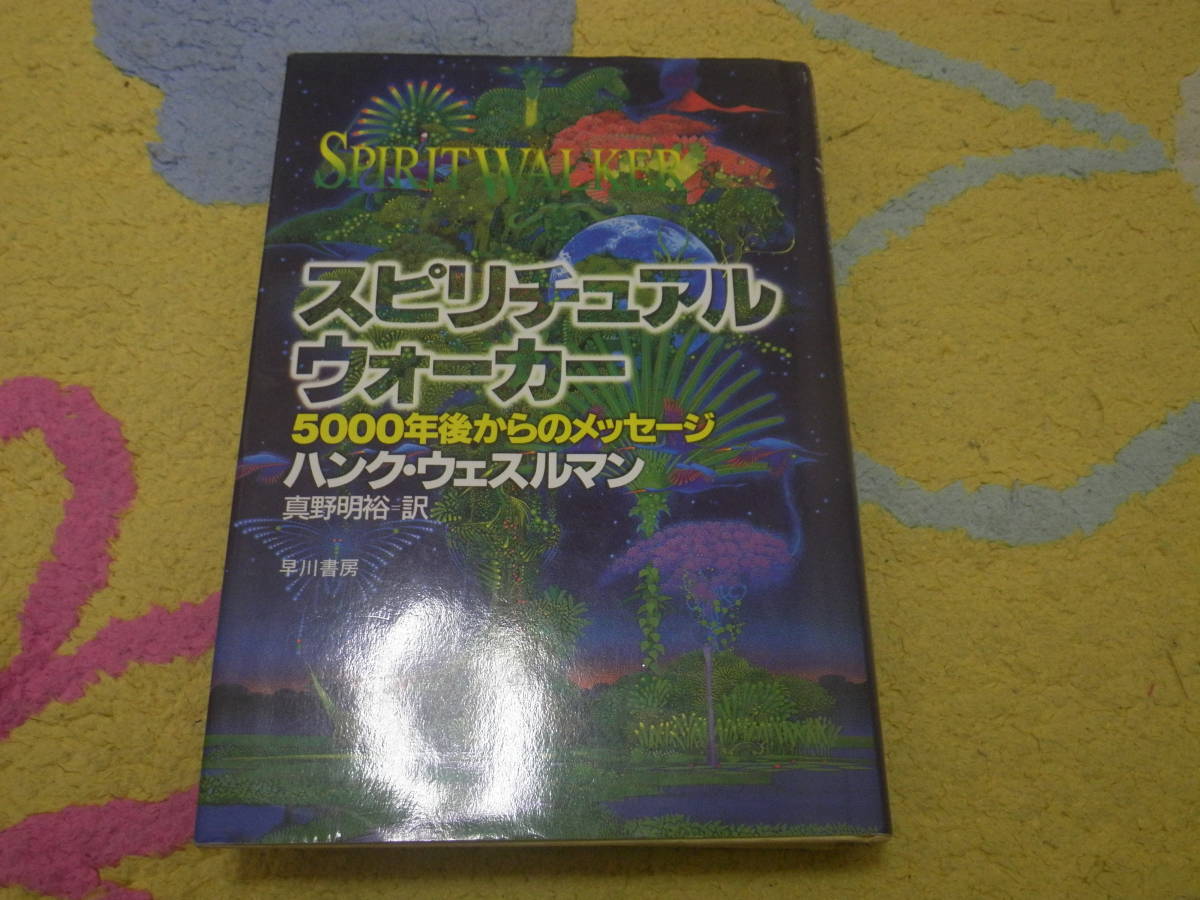 SPIRITWALKER
スピリチュアル
ウォーカー
5000年後からのメッセージ
ハンク・ウェスルマン
真野明裕=訳
早川書房